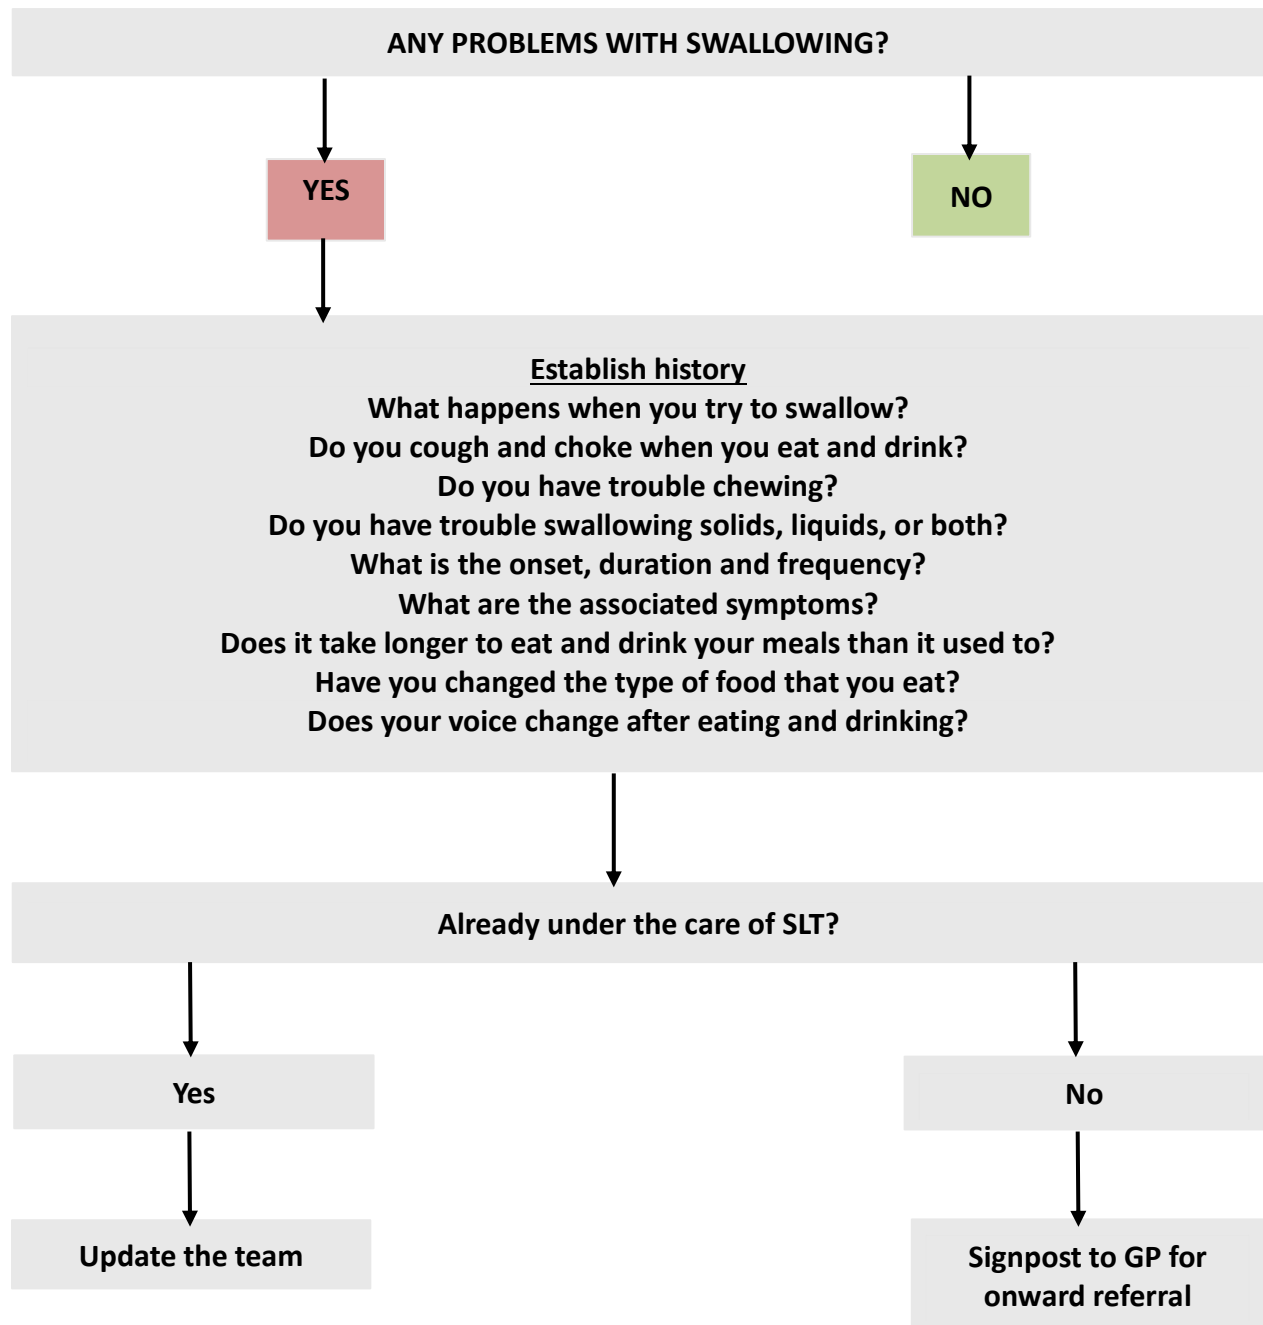 ANY PROBLEMS WITH SWALLOWING?
YES
NO
Establish history
What happens when you try to swallow?
Do you cough and choke when you eat and drink?
Do you have trouble chewing?
Do you have trouble swallowing solids, liquids, or both?
What is the onset, duration and frequency?
What are the associated symptoms?
Does it take longer to eat and drink your meals than it used to?
Have you changed the type of food that you eat?
Does your voice change after eating and drinking?
Already under the care of SLT?
Yes
No
Update the team
Signpost to GP for
onward referral